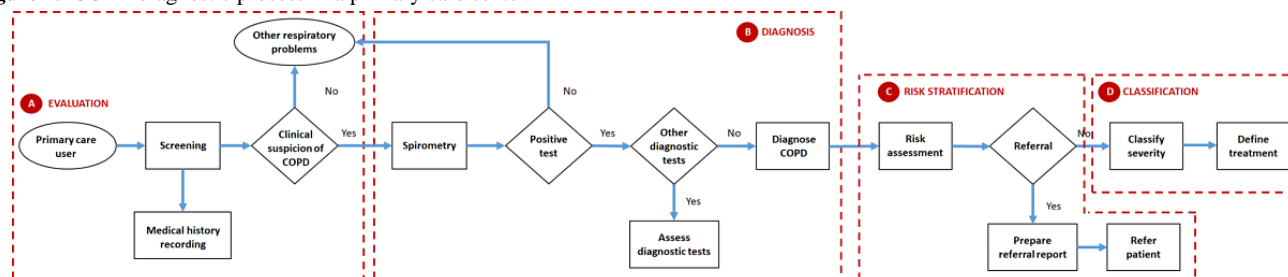 Other respiratory
problems
B DIAGNOSIS
A EVALUATION
No
No
C RISK STRATIFICATION
D CLASSIFICATION
Primary care
user
Screening
Clinical
suspicion of
COPD
Yes
Spirometry
Positive
test
Yes
Other
diagnostic
tests
No
Diagnose
COPD
Risk
assessment
Referral
No
Classify
severity
Define
treatment
Yes
Yes
Medical history
recording
Assess
diagnostic tests
Prepare
referral report
Refer
patient